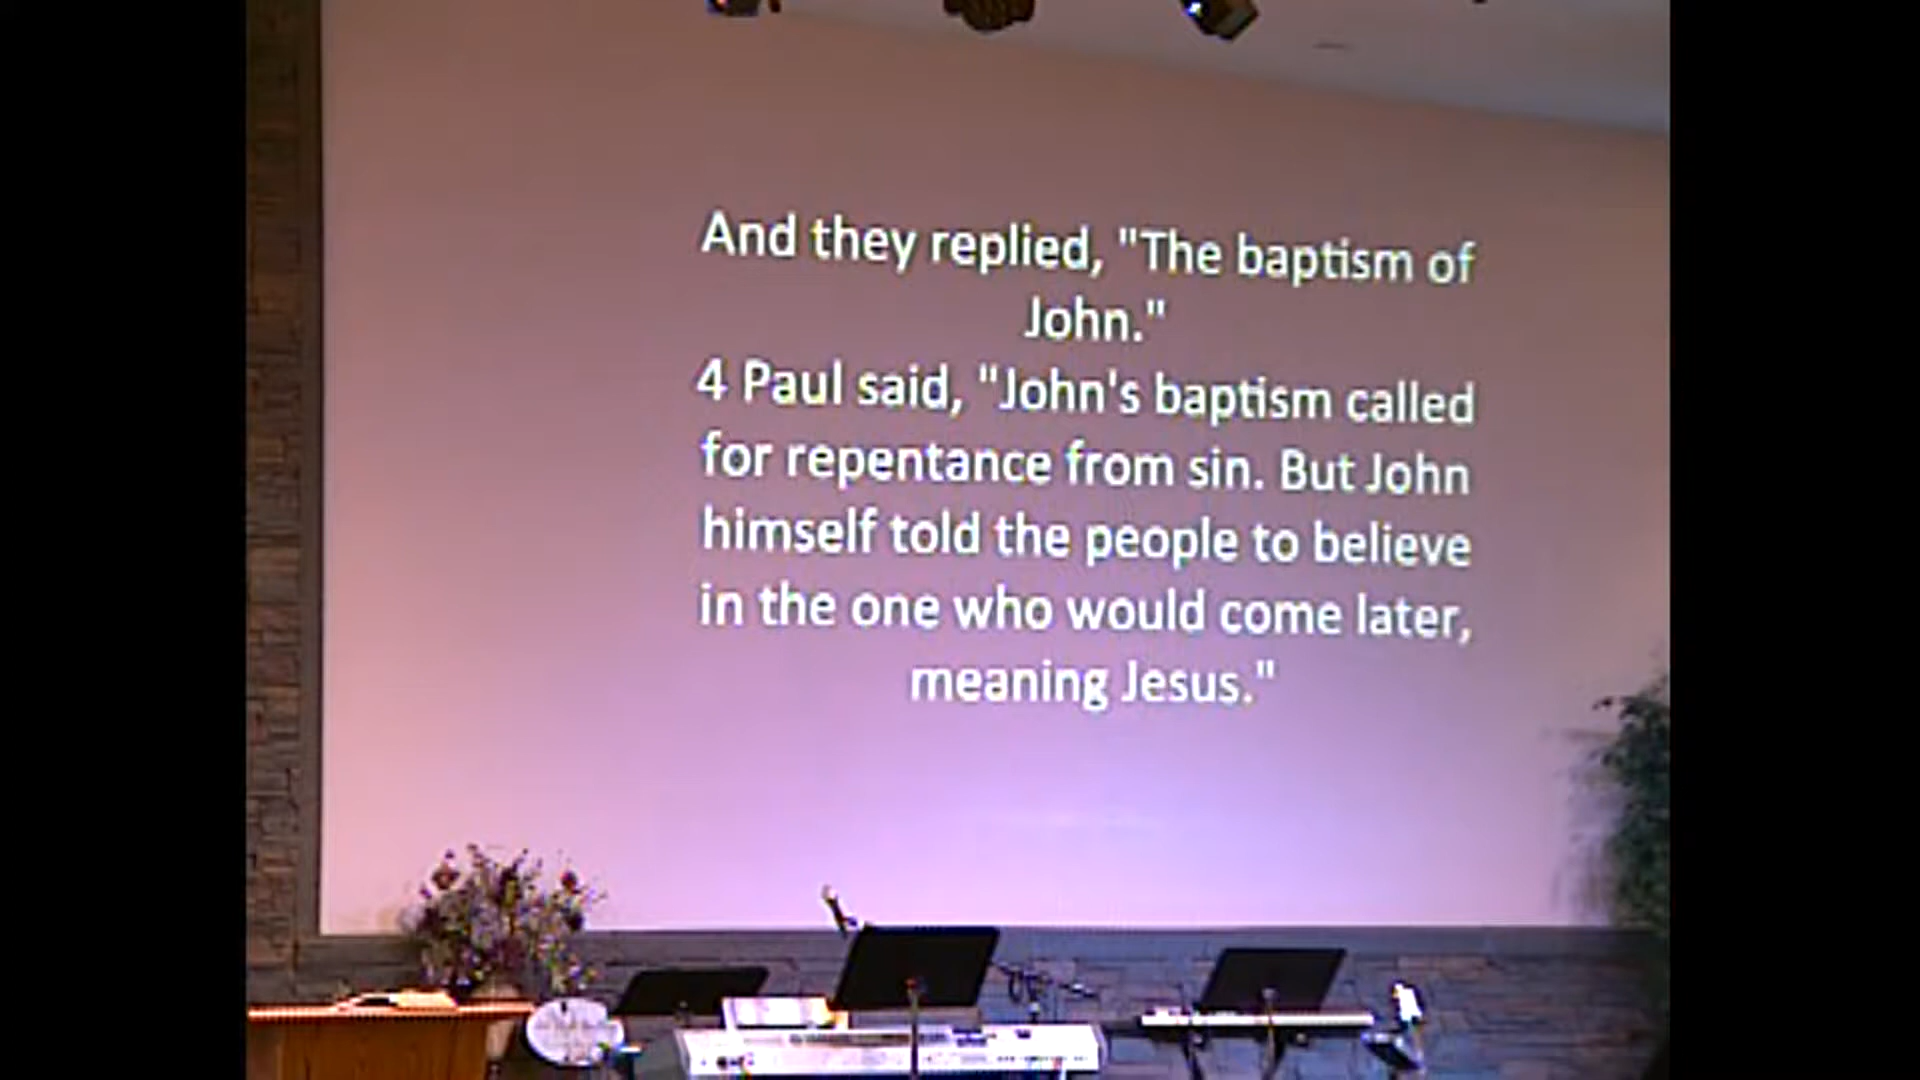 And they replied, "The baptism of
John."
4 Paul said, "John's baptism called
for repentance from sin. But John
himself told the people to believe
in the one who would come later,
meaning Jesus."